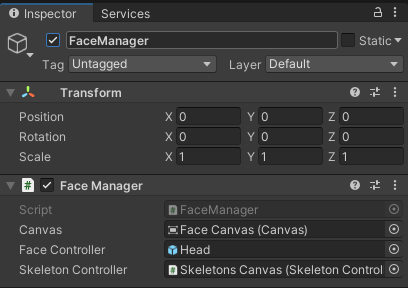 Inspector Services
FaceManager Static
Tag Untagged Layer Default
Transform
Position X 0 Y 0 Z 0
Rotation X 0 Y 0 Z 0
Scale X 1 Y 1 Z 1
# Face Manager
Script # FaceManager
Canvas Face Canvas (Canvas)
Face Controller Head
Skeleton Controller # Skeletons Canvas (Skeleton Control